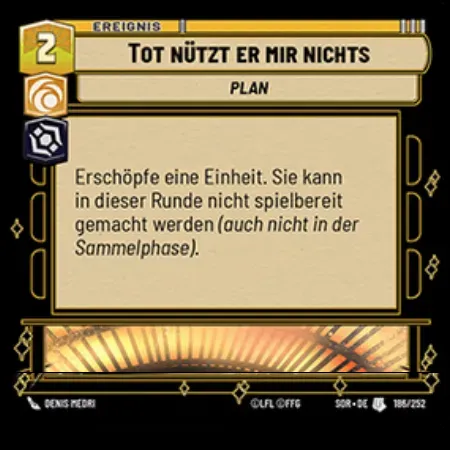 EREIGNIS
2
TOT NÜTZT ER MIR NICHTS
PLAN
Erschöpfe eine Einheit. Sie kann
in dieser Runde nicht spielbereit
gemacht werden (auch nicht in der
Sammelphase).
DENIS MEDRI
©LFL ©FFG
SOR • DE
186/252